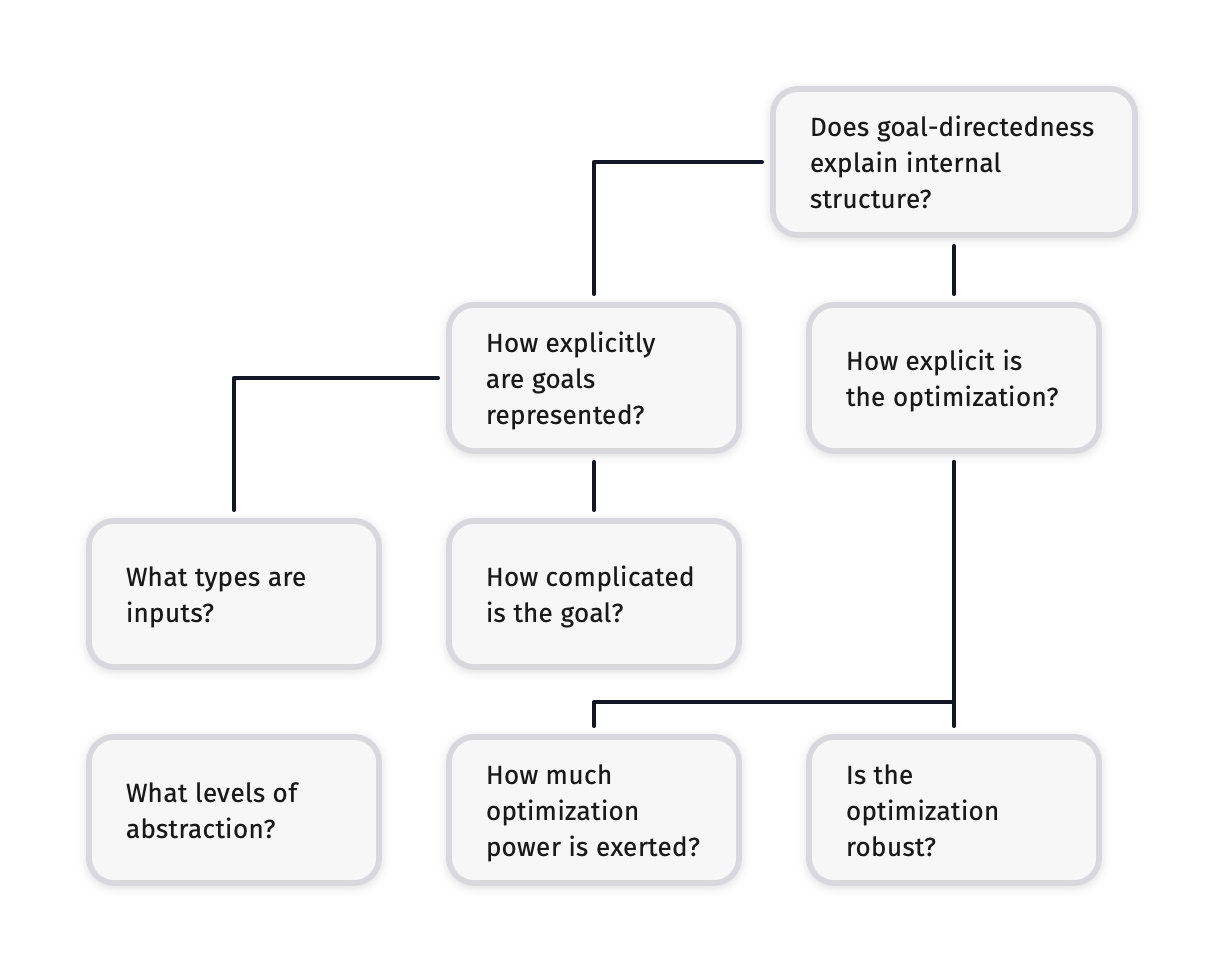 Does goal-directedness
explain internal
structure?
How explicitly
are goals
represented?
How explicit is
the optimization?
What types are
inputs?
How complicated
is the goal?
What levels of
abstraction?
How much
optimization
power is exerted?
Is the
optimization
robust?